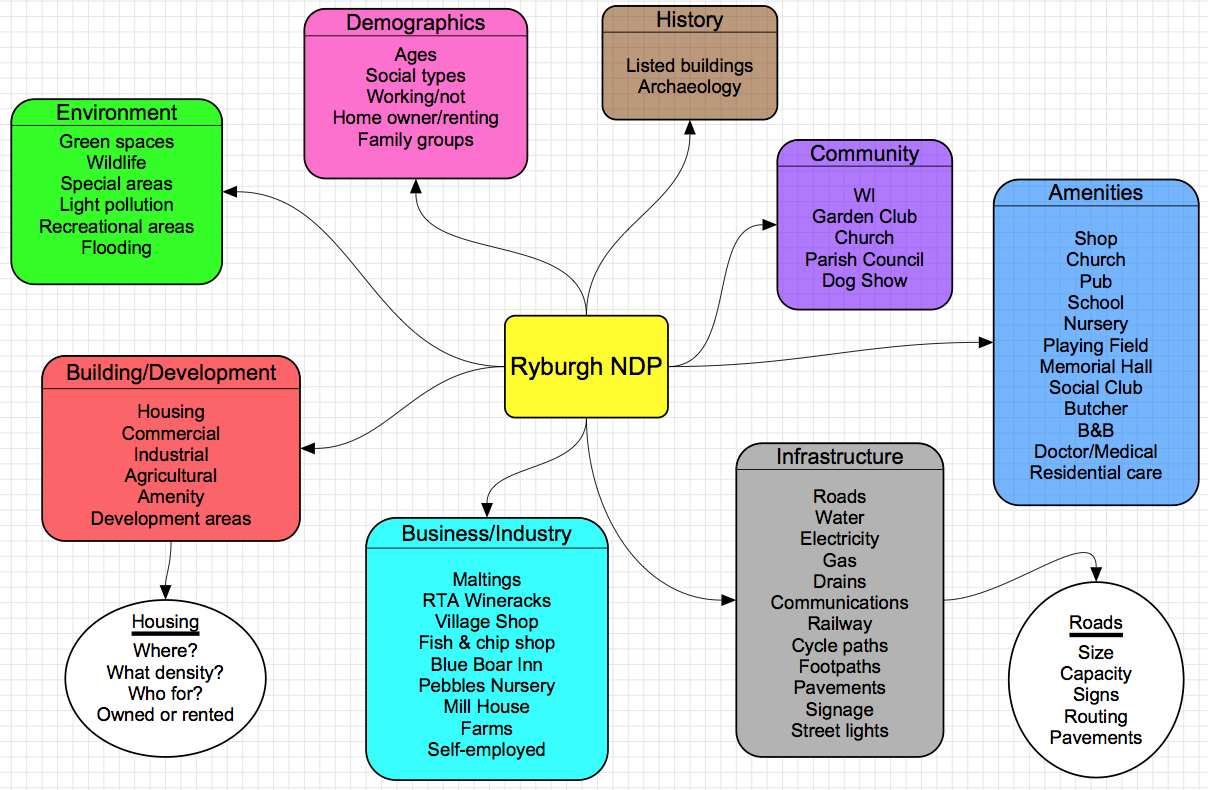 Demographics
Ages
Social types
Working/not
Home owner/renting
Family groups
History
Listed buildings
Archaeology
Environment
Green spaces
Wildlife
Special areas
Light pollution
Recreational areas
Flooding
Community
WI
Garden Club
Church
Parish Council
Dog Show
Amenities
Shop
Church
Pub
School
Nursery
Playing Field
Memorial Hall
Social Club
Butcher
B&B
Doctor/Medical
Residential care
Ryburgh NDP
Building/Development
Housing
Commercial
Industrial
Agricultural
Amenity
Development areas
Business/Industry
Maltings
RTA Wineracks
Village Shop
Fish & chip shop
Blue Boar Inn
Pebbles Nursery
Mill House
Farms
Self-employed
Infrastructure
Roads
Water
Electricity
Gas
Drains
Communications
Railway
Cycle paths
Footpaths
Pavements
Signage
Street lights
Housing
Where?
What density?
Who for?
Owned or rented
Roads
Size
Capacity
Signs
Routing
Pavements